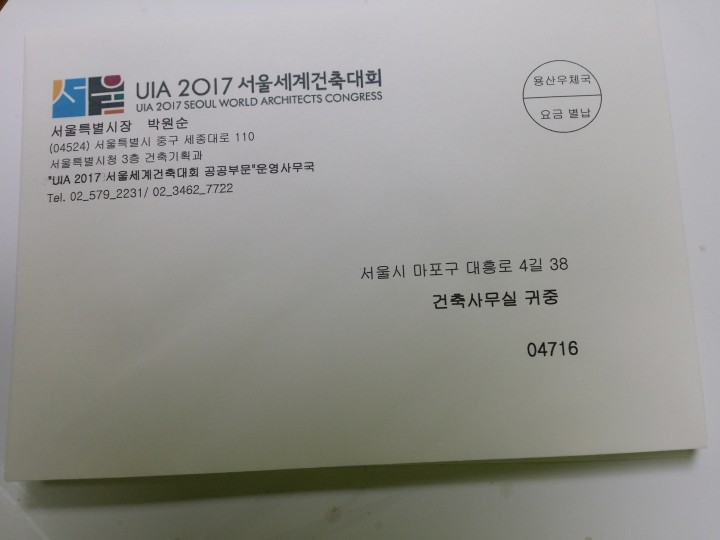 서울 UIA 2017 서울세계건축대회
UIA 2017 SEOUL WORLD ARCHITECTS CONGRESS
서울특별시장 박원순
(04524) 서울특별시 중구 세종대로 110
서울특별시청 3층 건축기획과
"UIA 2017 서울세계건축대회 공공부문"운영사무국
Tel. 02_579_2231/ 02_3462_7722
용산우체국
요금 별납
서울시 마포구 대흥로 4길 38
건축사무실 귀중
04716